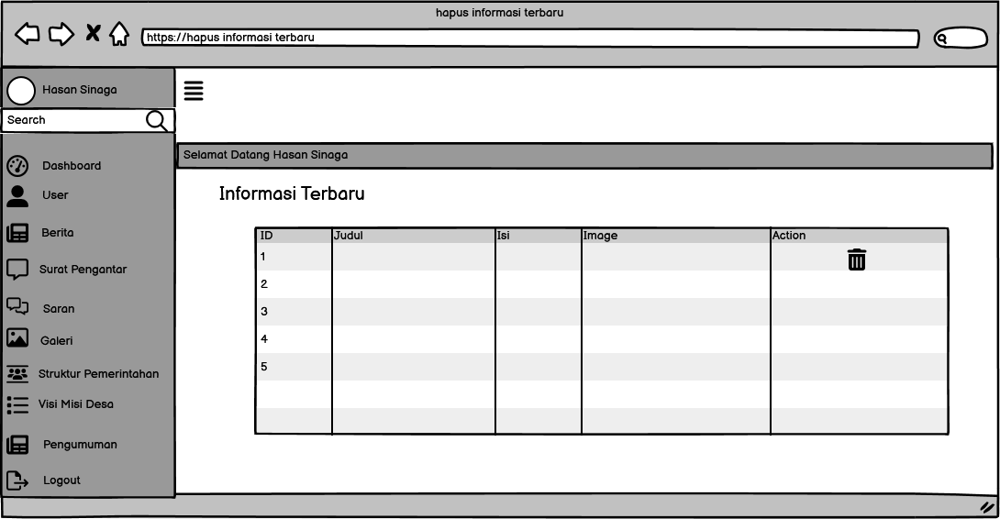 hapus informasi terbaru
https://hapus informasi terbaru
Hasan Sinaga
Search
Dashboard
User
Berita
Surat Pengantar
Saran
Galeri
Struktur Pemerintahan
Visi Misi Desa
Pengumuman
Logout
Selamat Datang Hasan Sinaga
Informasi Terbaru
ID Judul Isi Image Action
1
2
3
4
5